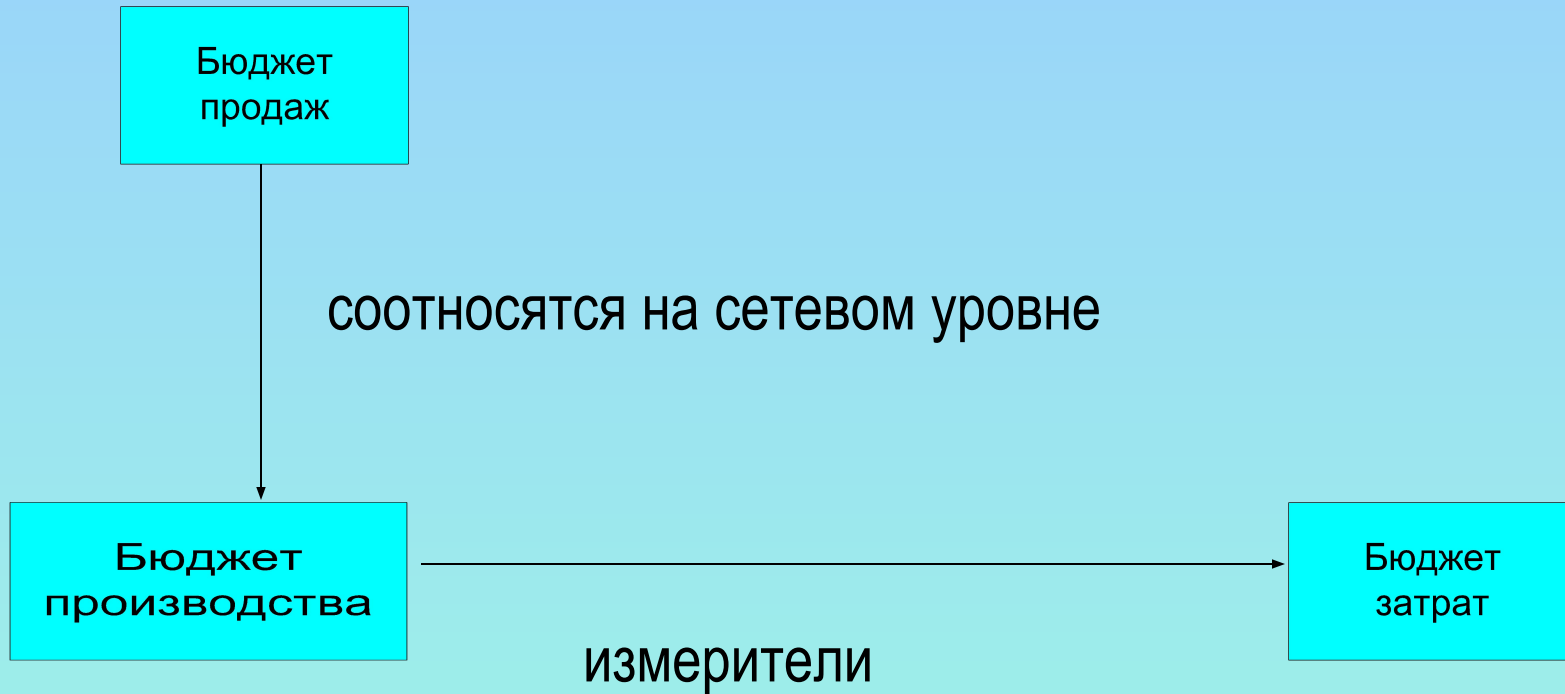 Бюджет
продаж
соотносятся на сетевом уровне
Бюджет
производства
Бюджет
затрат
измерители